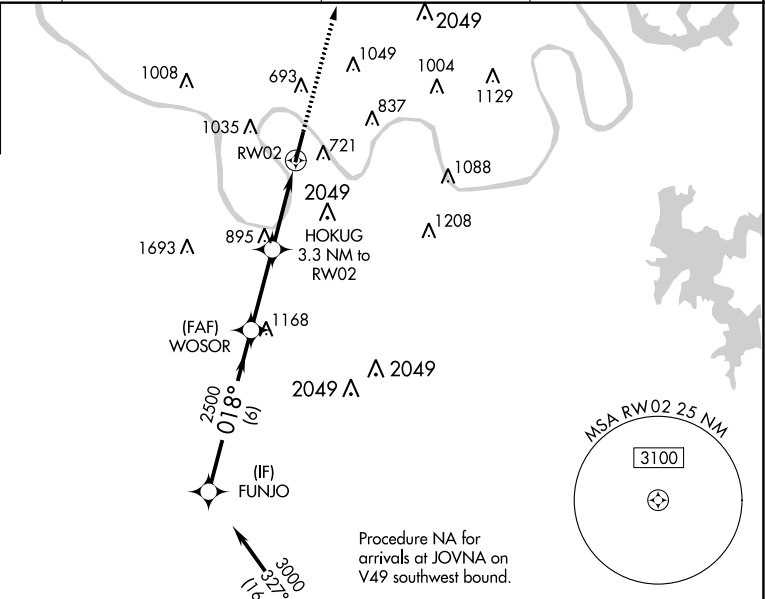 2049
1049
1008
693
1004
1129
837
1035
RW02
721
1088
2049
895
HOKUG
3.3 NM to
RW02
1208
1693
(FAF)
WOSOR
1168
2049
2049
2500
018°
(6)
(IF)
FUNJO
MSA RW02 25 NM
3100
Procedure NA for
arrivals at JOVNA on
V49 southwest bound.
3000
327°
(16